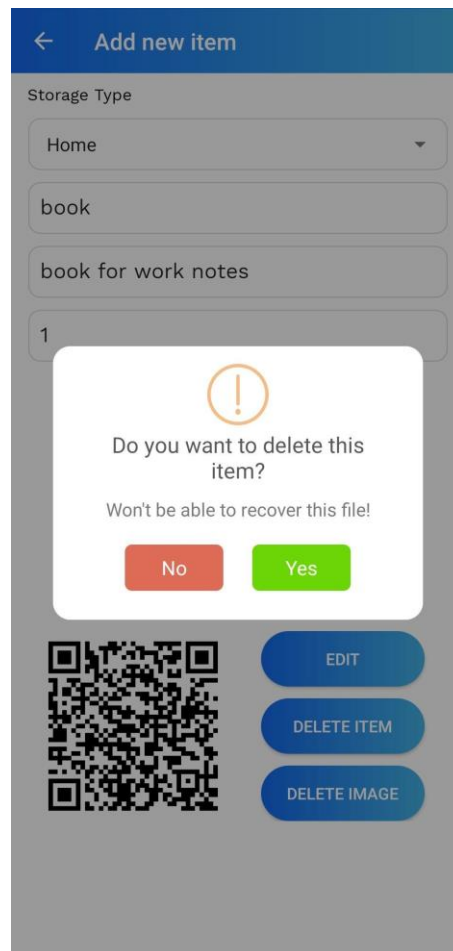 Add new item
Storage Type
Home
book
book for work notes
1
Do you want to delete this
item?
Won't be able to recover this file!
No
Yes
EDIT
DELETE ITEM
DELETE IMAGE